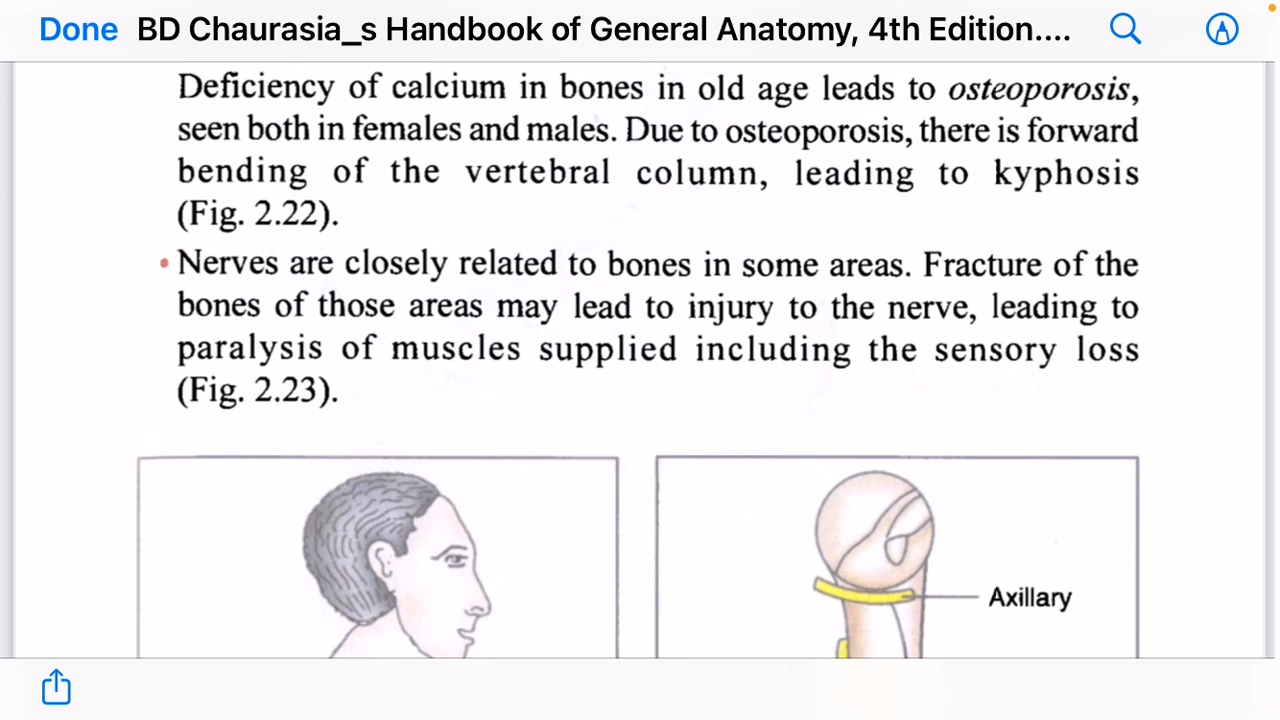 Done BD Chaurasia_s Handbook of General Anatomy, 4th Edition....
Deficiency of calcium in bones in old age leads to osteoporosis,
seen both in females and males. Due to osteoporosis, there is forward
bending of the vertebral column, leading to kyphosis
(Fig. 2.22).
• Nerves are closely related to bones in some areas. Fracture of the
bones of those areas may lead to injury to the nerve, leading to
paralysis of muscles supplied including the sensory loss
(Fig. 2.23).
Axillary